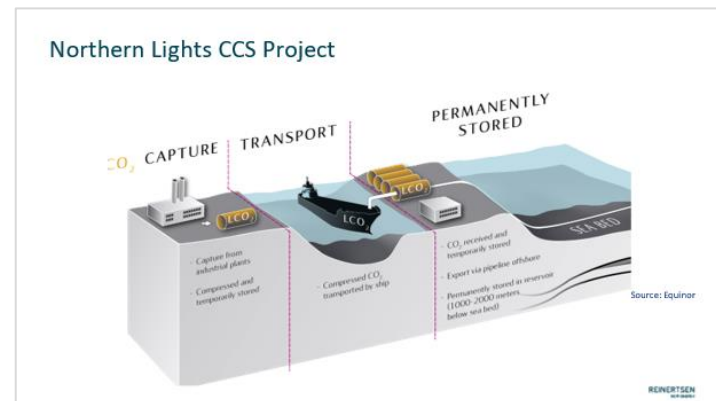 Northern Lights CCS Project
CO₂ CAPTURE
TRANSPORT
PERMANENTLY
STORED
LCO₂
LCO₂
LCO₂
SEA BED
- Capture from
industrial plants
- Compressed and
temporarily stored
- Compressed CO₂
transported by ship
- CO₂ received and
temporarily stored
- Export via pipeline offshore
- Permanently stored in reservoir
(1000-2000 meters
below sea bed)
Source: Equinor
REINERTSEN
NEW ENERGY